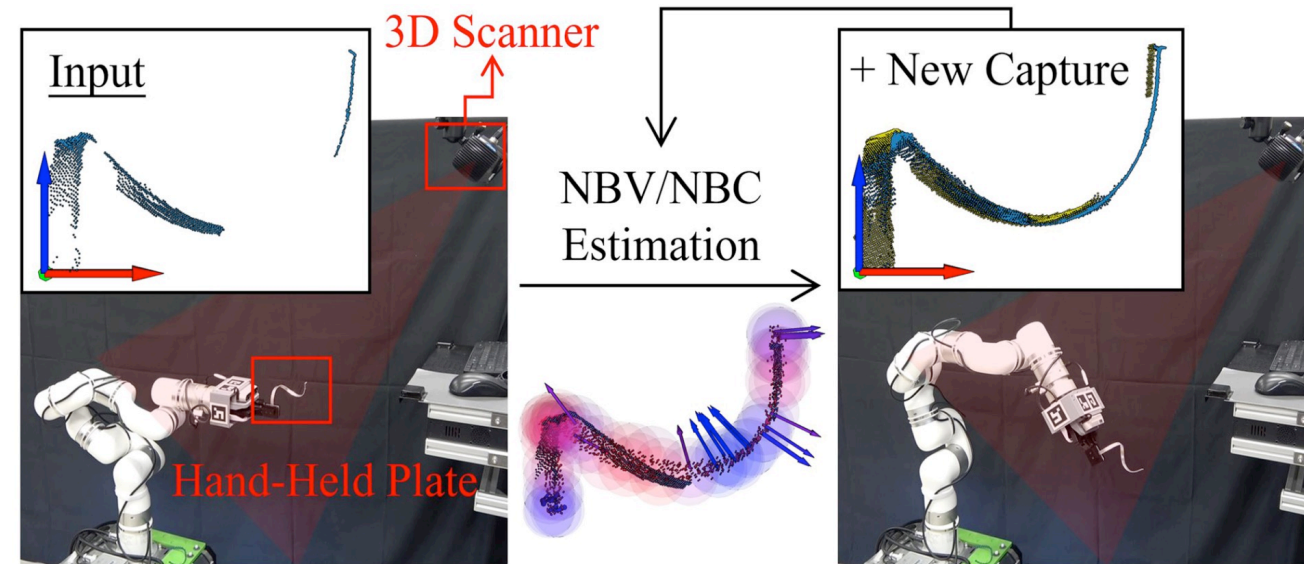 Input
3D Scanner
+ New Capture
NBV/NBC
Estimation
Hand-Held Plate